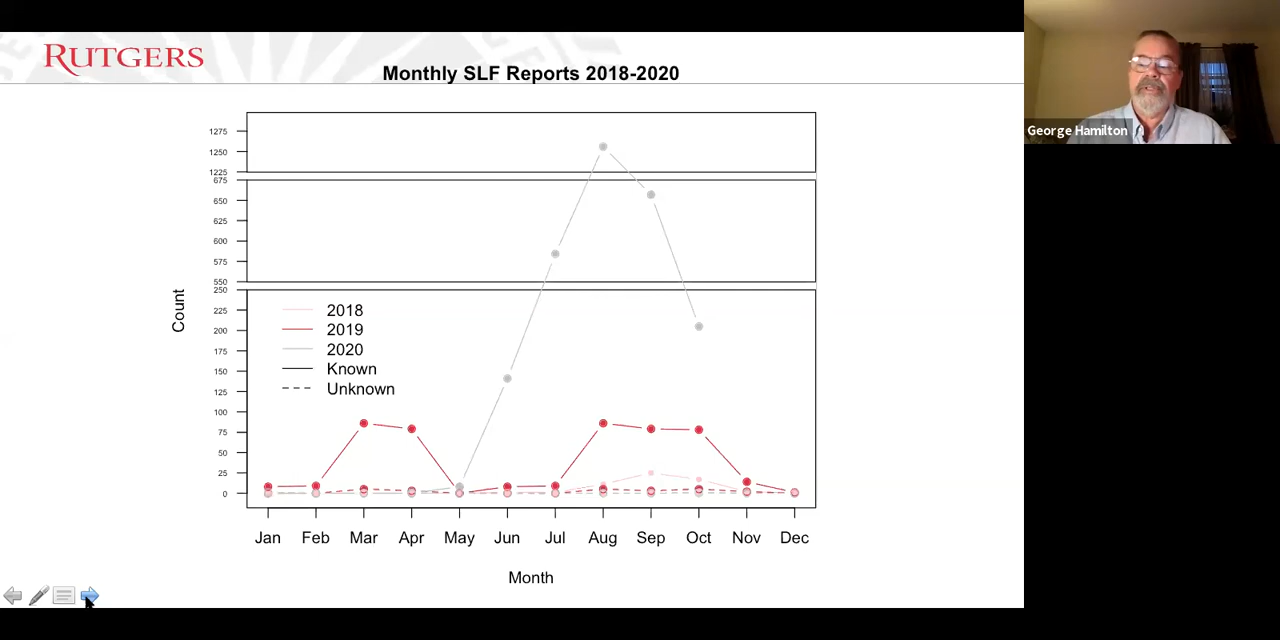 RUTGERS
Monthly SLF Reports 2018-2020
George Hamilton
1275
1250
1225
675
650
625
600
575
550
250
225
200
175
150
125
100
75
50
25
0
Count
2018
2019
2020
Known
Unknown
Jan Feb Mar Apr May Jun Jul Aug Sep Oct Nov Dec
Month